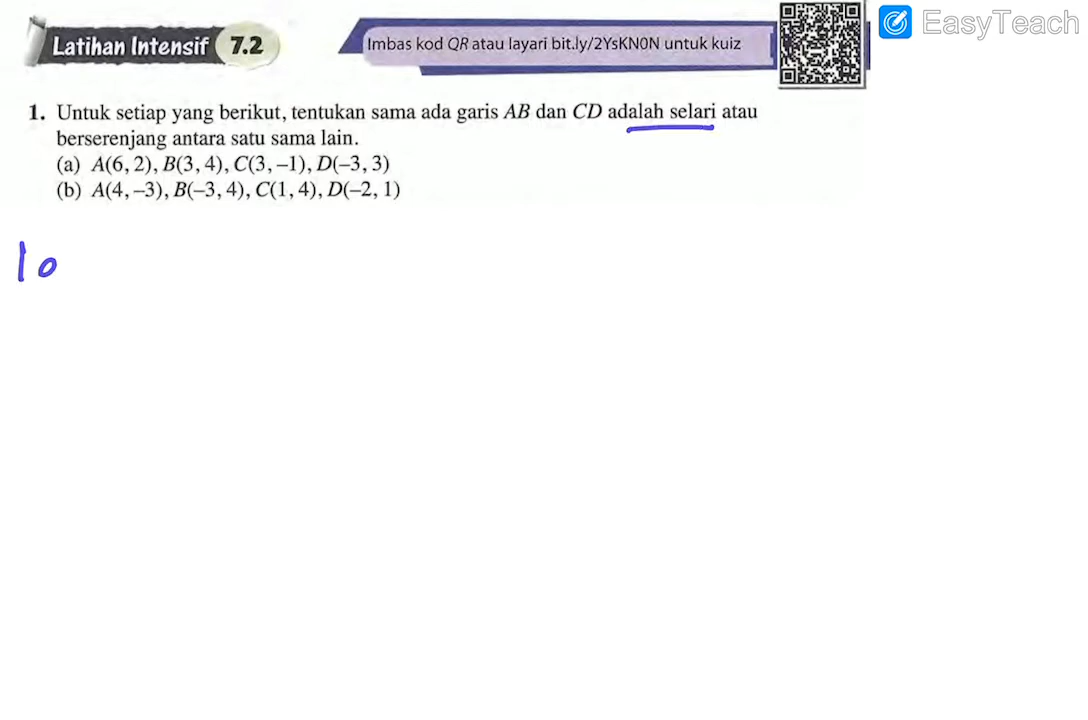 Latihan Intensif 7.2
Imbas kod QR atau layari bit.ly/2YsKN0N untuk kuiz
EasyTeach
1. Untuk setiap yang berikut, tentukan sama ada garis AB dan CD adalah selari atau
berserenjang antara satu sama lain.
(a) A(6, 2), B(3, 4), C(3, –1), D(–3, 3)
(b) A(4, –3), B(–3, 4), C(1, 4), D(–2, 1)